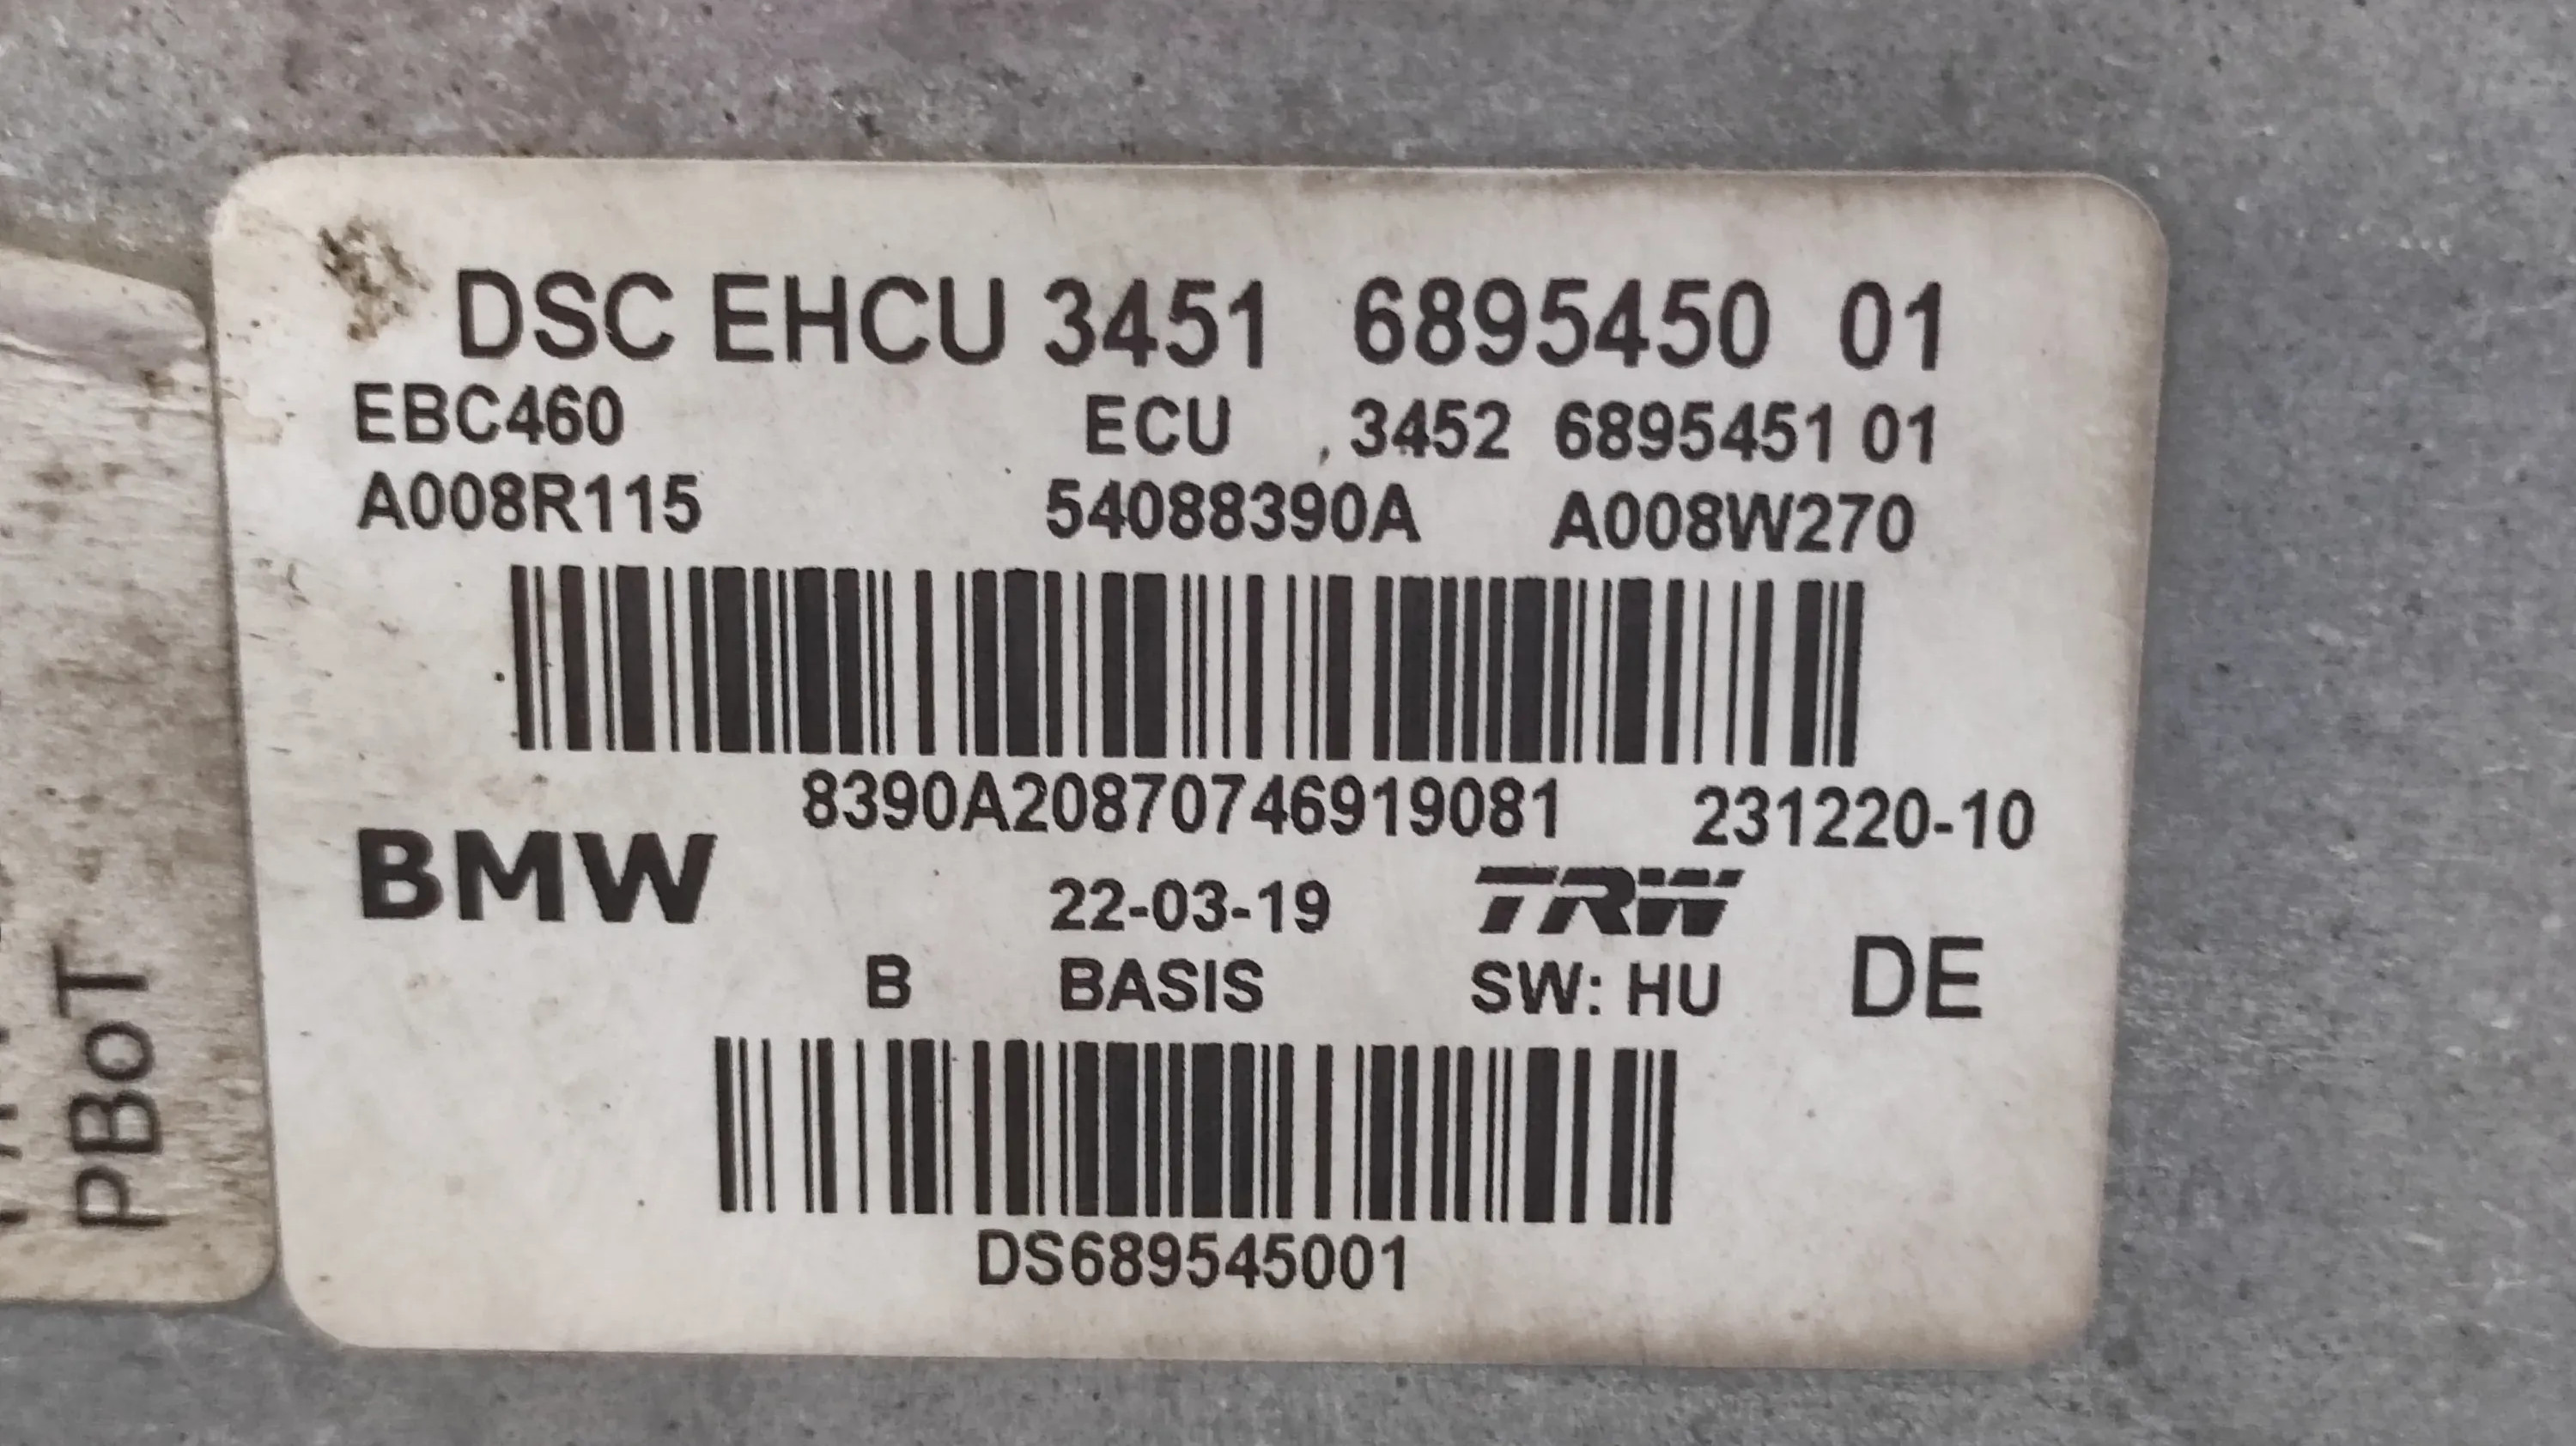 DSC EHCU 3451 6895450 01
EBC460 ECU 3452 6895451 01
A008R115 54088390A A008W270
8390A20870746919081 231220-10
BMW 22-03-19 TRW
B BASIS SW: HU DE
DS689545001
PBoT